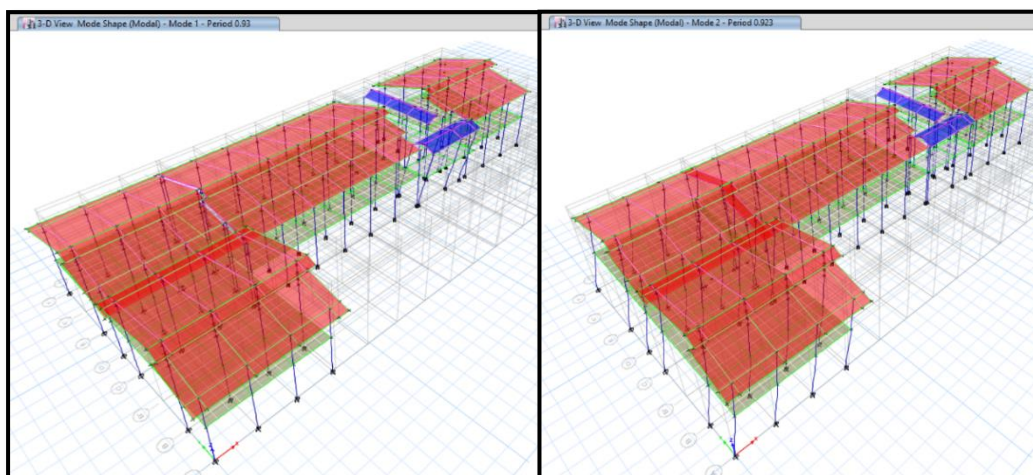 3-D View Mode Shape (Modal) - Mode 1 - Period 0.93
3-D View Mode Shape (Modal) - Mode 2 - Period 0.923